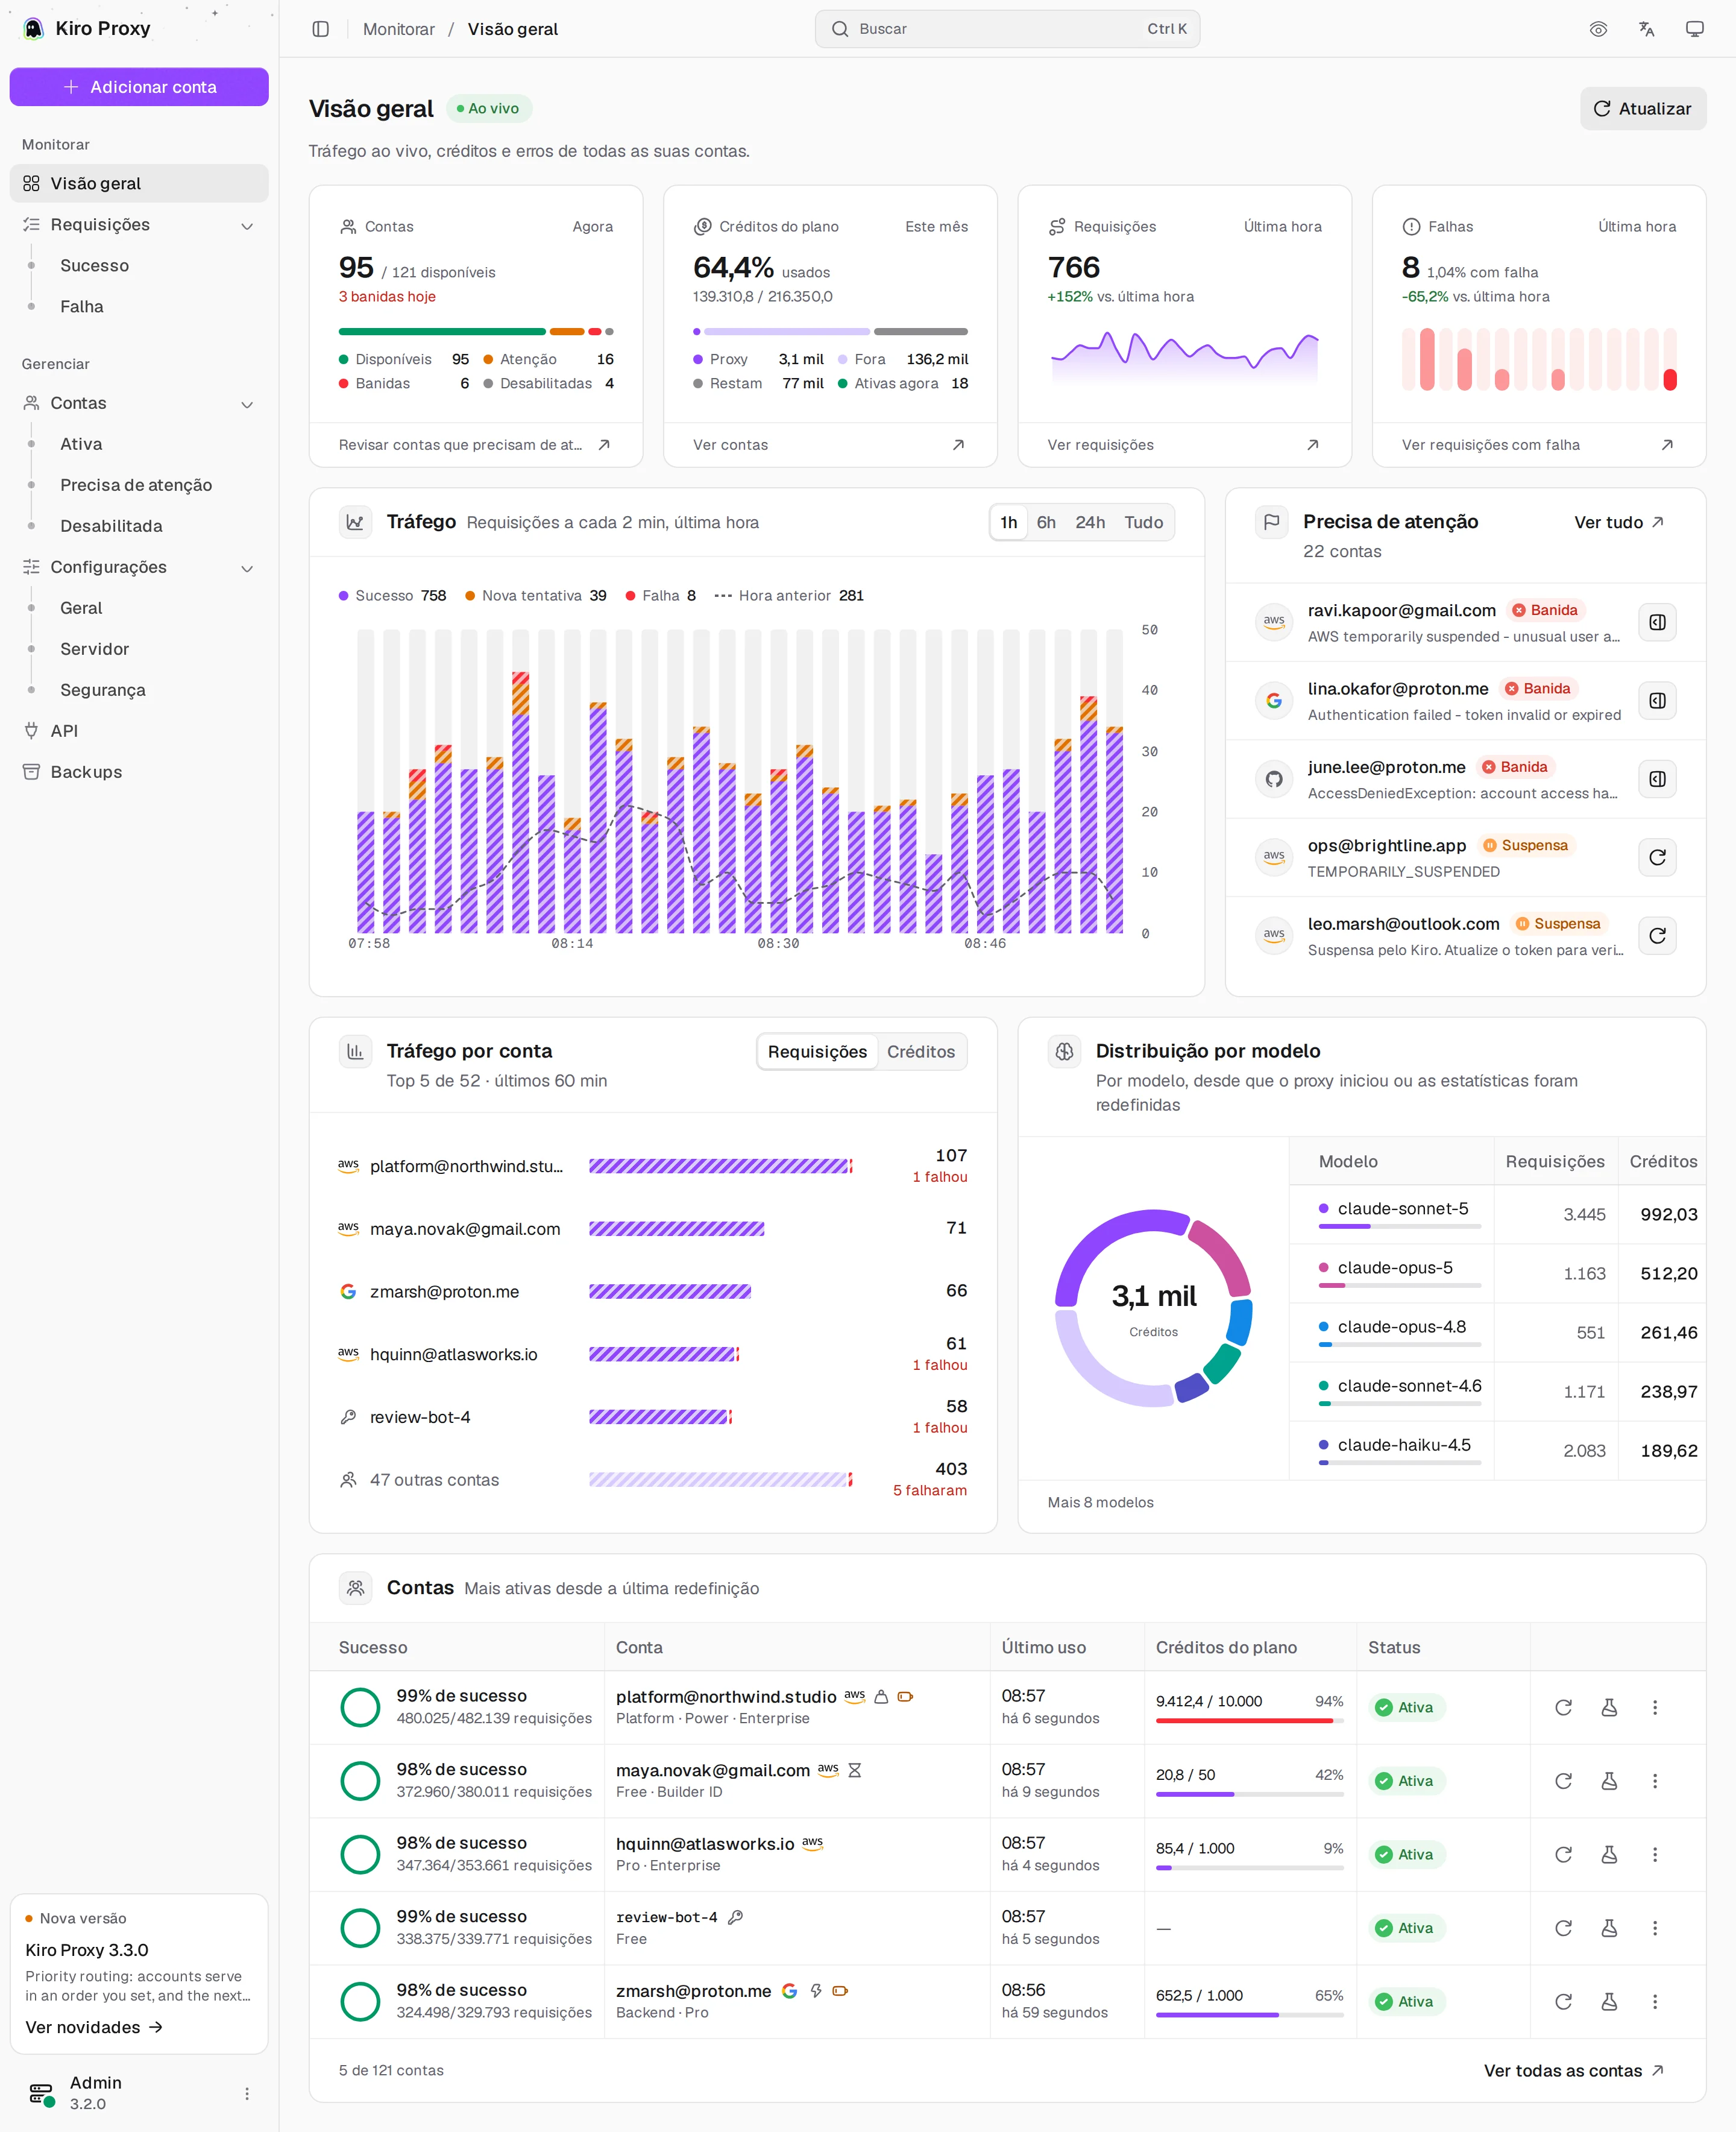 Kiro Proxy
Adicionar conta
Monitorar
Visão geral
Requisições
Sucesso
Falha
Gerenciar
Contas
Ativa
Precisa de atenção
Desabilitada
Configurações
Geral
Servidor
Segurança
API
Backups
Nova versão
Kiro Proxy 3.3.0
Priority routing: accounts serve
in an order you set, and the next...
Ver novidades
Admin
3.2.0
Monitorar / Visão geral
Buscar Ctrl K
Visão geral Ao vivo
Atualizar
Tráfego ao vivo, créditos e erros de todas as suas contas.
Contas Agora
95 / 121 disponíveis
3 banidas hoje
Disponíveis 95 Atenção 16
Banidas 6 Desabilitadas 4
Revisar contas que precisam de at...
Créditos do plano Este mês
64,4% usados
139.310,8 / 216.350,0
Proxy 3,1 mil Fora 136,2 mil
Restam 77 mil Ativas agora 18
Ver contas
Requisições Última hora
766
+152% vs. última hora
Ver requisições
Falhas Última hora
8 1,04% com falha
-65,2% vs. última hora
Ver requisições com falha
Tráfego Requisições a cada 2 min, última hora
1h 6h 24h Tudo
Sucesso 758 Nova tentativa 39 Falha 8 Hora anterior 281
50
40
30
20
10
0
07:58 08:14 08:30 08:46
Precisa de atenção Ver tudo
22 contas
aws ravi.kapoor@gmail.com Banida
AWS temporarily suspended - unusual user a...
lina.okafor@proton.me Banida
Authentication failed - token invalid or expired
june.lee@proton.me Banida
AccessDeniedException: account access ha...
aws ops@brightline.app Suspensa
TEMPORARILY_SUSPENDED
aws leo.marsh@outlook.com Suspensa
Suspensa pelo Kiro. Atualize o token para veri...
Tráfego por conta
Requisições Créditos
Top 5 de 52 · últimos 60 min
aws platform@northwind.stu... 107
1 falhou
aws maya.novak@gmail.com 71
zmarsh@proton.me 66
aws hquinn@atlasworks.io 61
1 falhou
review-bot-4 58
1 falhou
47 outras contas 403
5 falharam
Distribuição por modelo
Por modelo, desde que o proxy iniciou ou as estatísticas foram
redefinidas
3,1 mil
Créditos
Modelo Requisições Créditos
claude-sonnet-5 3.445 992,03
claude-opus-5 1.163 512,20
claude-opus-4.8 551 261,46
claude-sonnet-4.6 1.171 238,97
claude-haiku-4.5 2.083 189,62
Mais 8 modelos
Contas Mais ativas desde a última redefinição
Sucesso Conta Último uso Créditos do plano Status
99% de sucesso platform@northwind.studio aws 08:57 9.412,4 / 10.000 94% Ativa
480.025/482.139 requisições Platform · Power · Enterprise há 6 segundos
98% de sucesso maya.novak@gmail.com aws 08:57 20,8 / 50 42% Ativa
372.960/380.011 requisições Free · Builder ID há 9 segundos
98% de sucesso hquinn@atlasworks.io aws 08:57 85,4 / 1.000 9% Ativa
347.364/353.661 requisições Pro · Enterprise há 4 segundos
99% de sucesso review-bot-4 08:57 — Ativa
338.375/339.771 requisições Free há 5 segundos
98% de sucesso zmarsh@proton.me 08:56 652,5 / 1.000 65% Ativa
324.498/329.793 requisições Backend · Pro há 59 segundos
5 de 121 contas Ver todas as contas